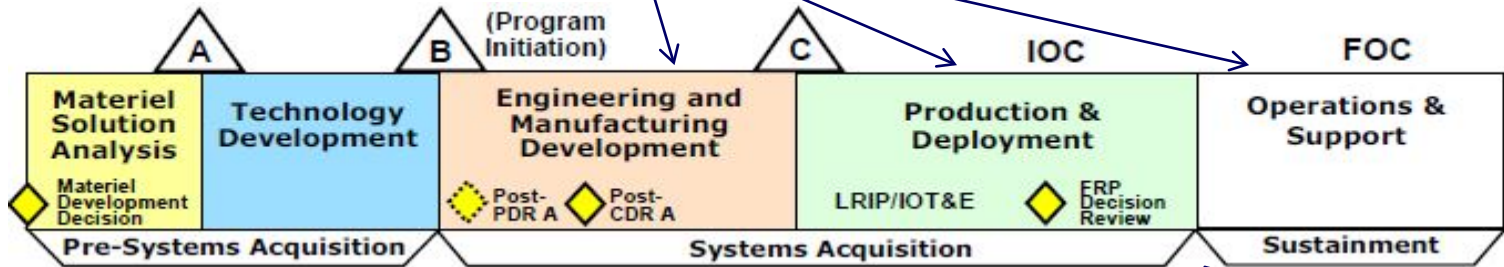 A
B
(Program
Initiation)
C
IOC
FOC
Materiel
Solution
Analysis
Technology
Development
Engineering and
Manufacturing
Development
Production &
Deployment
Operations &
Support
Materiel
Development
Decision
Post-
PDR A
Post-
CDR A
LRIP/IOT&E
FRP
Decision
Review
Pre-Systems Acquisition
Systems Acquisition
Sustainment